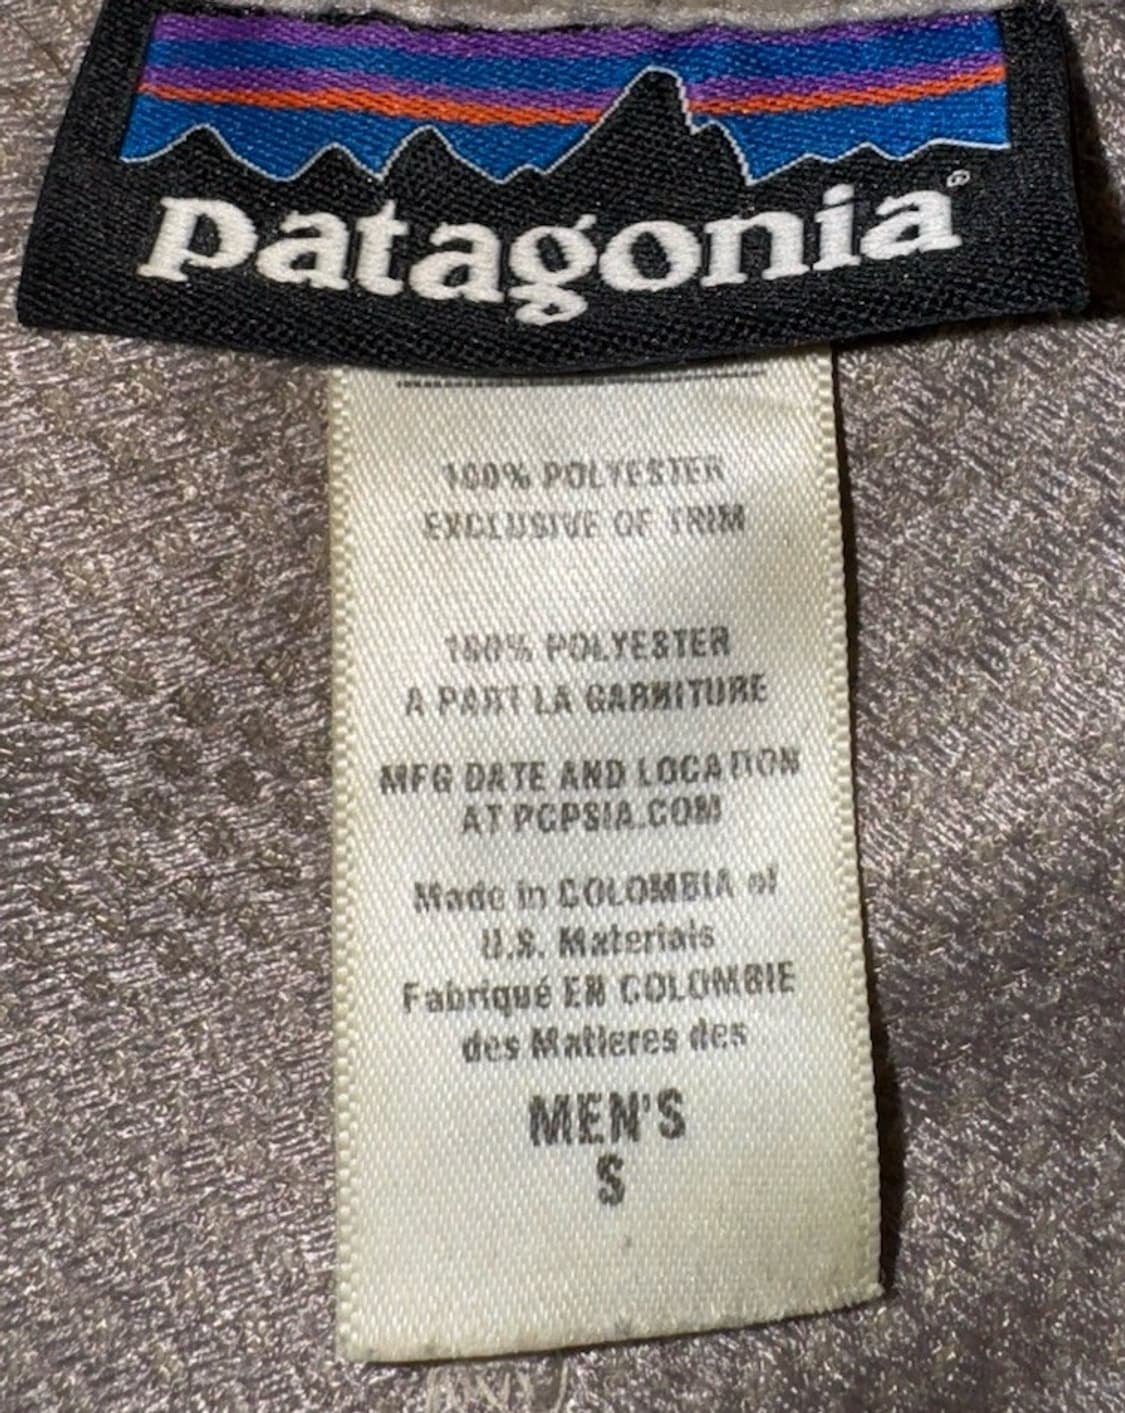 patagonia®
100% POLYESTER
EXCLUSIVE OF TRIM
100% POLYESTER
A PART LA GARNITURE
MFG DATE AND LOCATION
AT PCPSIA.COM
Made in COLOMBIA of
U.S. Materials
Fabriqué EN COLOMBIE
des Matieres des
MEN'S
S